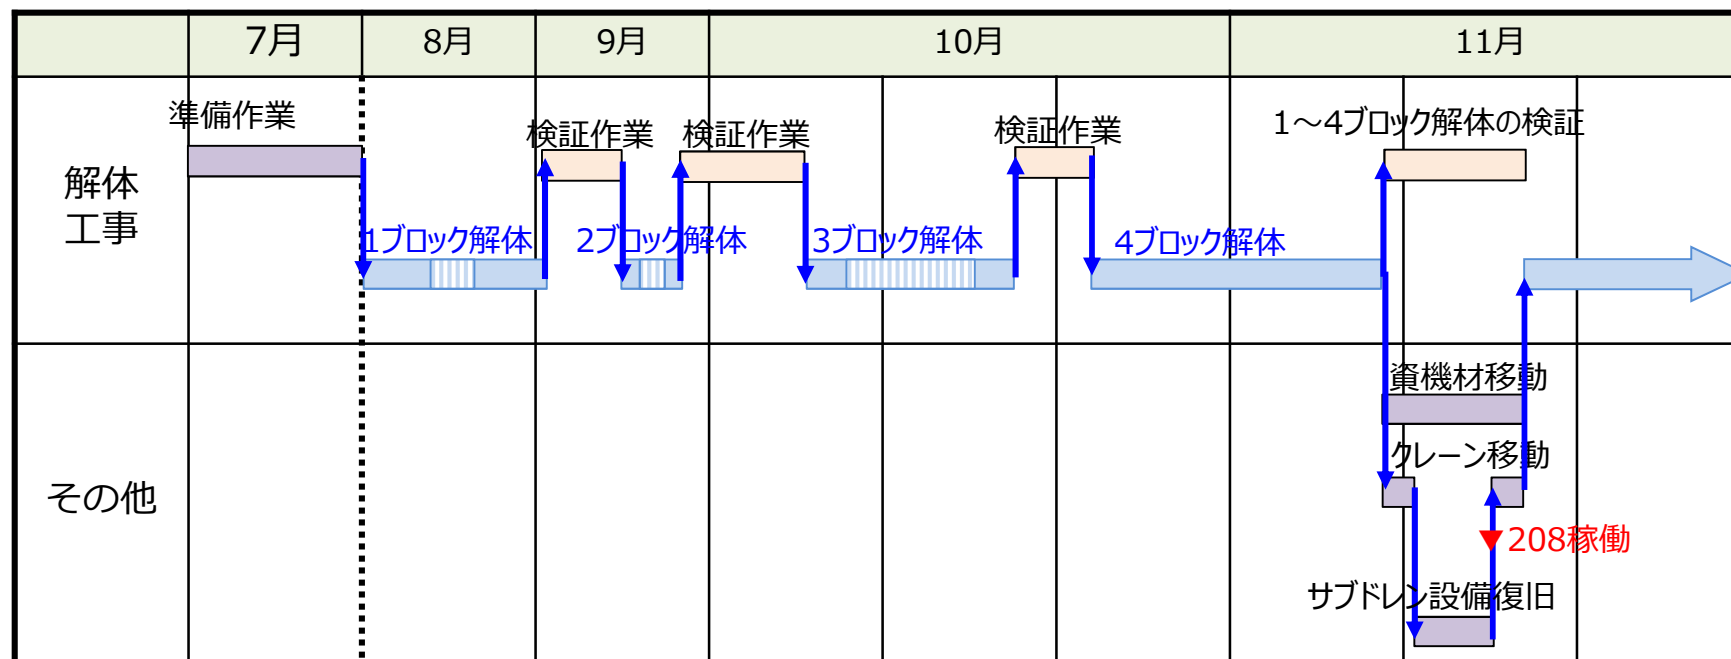 7月
8月
9月
10月
11月
解体
工事
準備作業
検証作業
検証作業
検証作業
1～4ブロック解体の検証
1ブロック解体
2ブロック解体
3ブロック解体
4ブロック解体
その他
資機材移動
クレーン移動
208稼働
サブドレン設備復旧